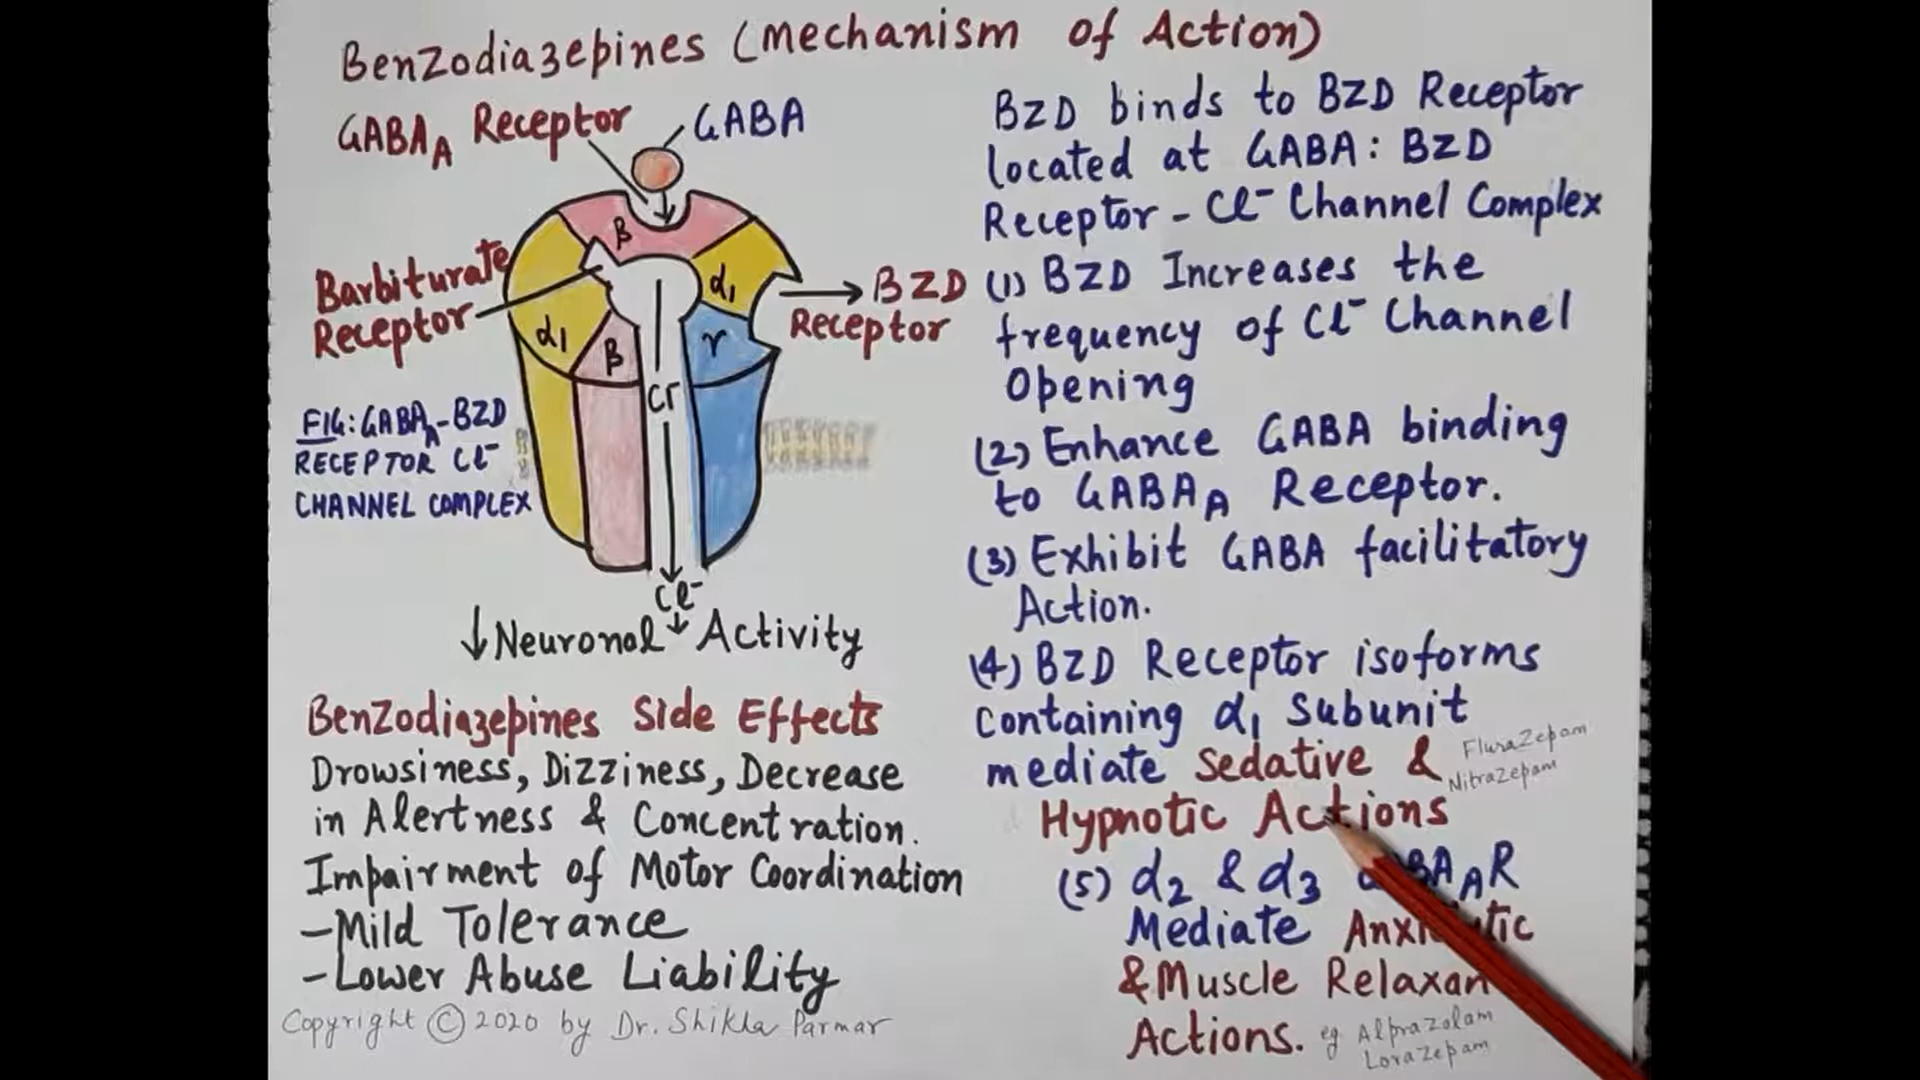 Benzodiazepines (Mechanism of Action)
GABAA Receptor
GABA
β
α1
Barbiturate
Receptor
BZD
Receptor
α1
β
γ
Cl-
FIG: GABAA-BZD
RECEPTOR Cl-
CHANNEL COMPLEX
Cl-
↓Neuronal ↓ Activity
Benzodiazepines Side Effects
Drowsiness, Dizziness, Decrease
in Alertness & Concentration.
Impairment of Motor Coordination
-Mild Tolerance
-Lower Abuse Liability
Copyright © 2020 by Dr. Shikha Parmar
BZD binds to BZD Receptor
located at GABA: BZD
Receptor - Cl- Channel Complex
(1) BZD Increases the
frequency of Cl- Channel
Opening
(2) Enhance GABA binding
to GABAA Receptor.
(3) Exhibit GABA facilitatory
Action.
(4) BZD Receptor isoforms
Containing α1 Subunit
mediate Sedative &
Flurazepam
Nitrazepam
Hypnotic Actions
(5) α2 & α3 GABAAR
Mediate Anxiolytic
& Muscle Relaxant
Actions. eg Alprazolam
Lorazepam